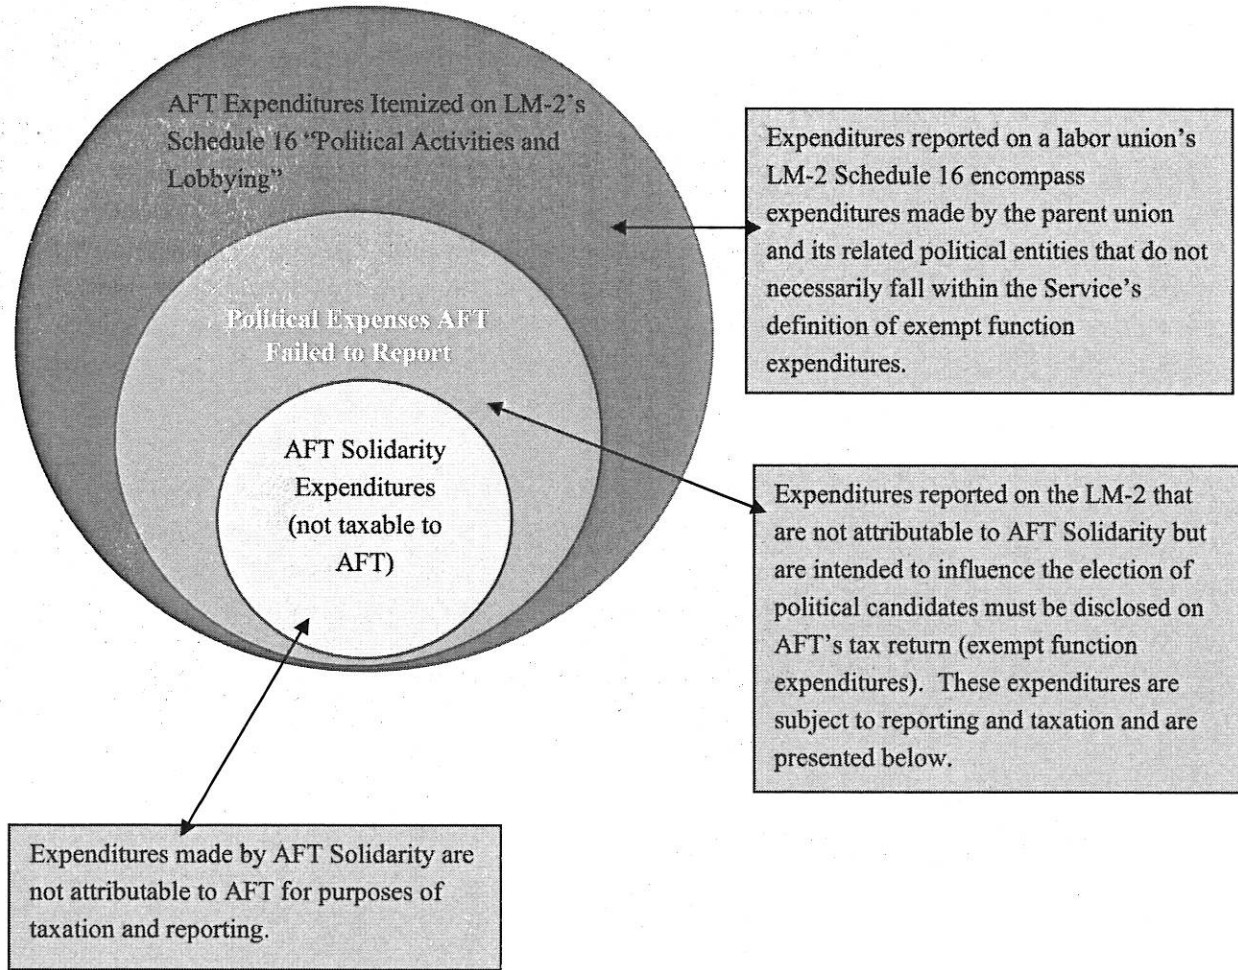 AFT Expenditures Itemized on LM-2's
Schedule 16 "Political Activities and
Lobbying"
Political Expenses AFT
Failed to Report
AFT Solidarity
Expenditures
(not taxable to
AFT)
Expenditures reported on a labor union's
LM-2 Schedule 16 encompass
expenditures made by the parent union
and its related political entities that do not
necessarily fall within the Service's
definition of exempt function
expenditures.
Expenditures reported on the LM-2 that
are not attributable to AFT Solidarity but
are intended to influence the election of
political candidates must be disclosed on
AFT's tax return (exempt function
expenditures).  These expenditures are
subject to reporting and taxation and are
presented below.
Expenditures made by AFT Solidarity are
not attributable to AFT for purposes of
taxation and reporting.